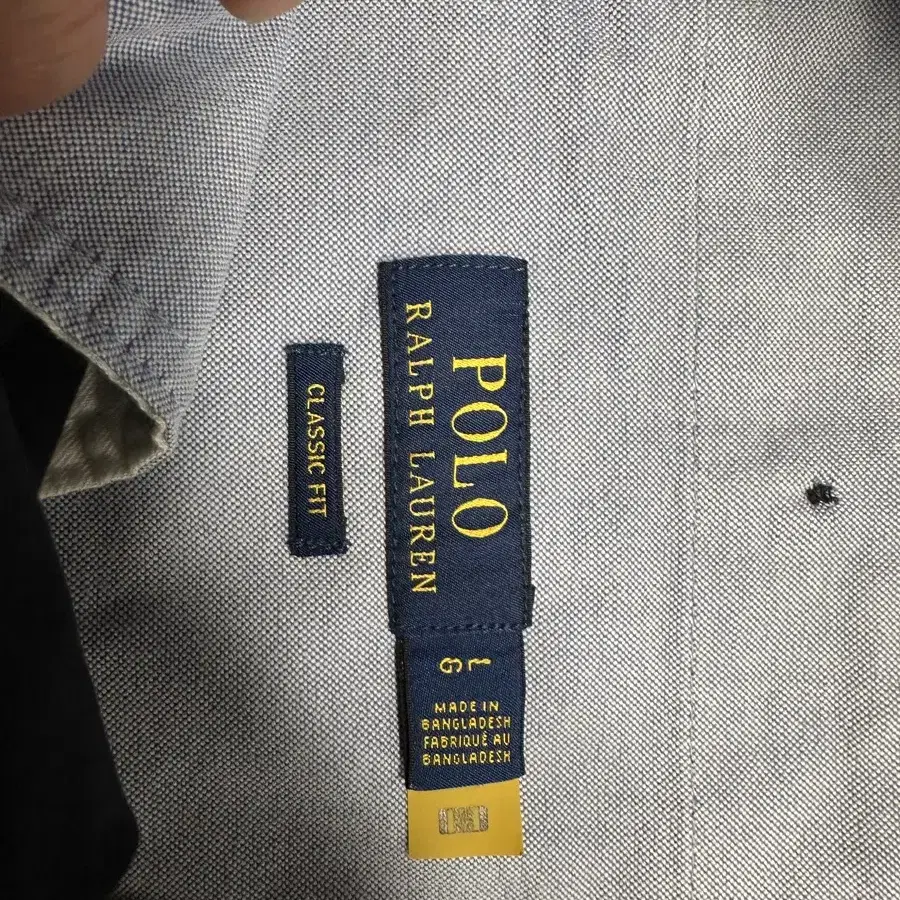 POLO
RALPH LAUREN
CLASSIC FIT
L
G
MADE IN
BANGLADESH
FABRIQUÉ AU
BANGLADESH